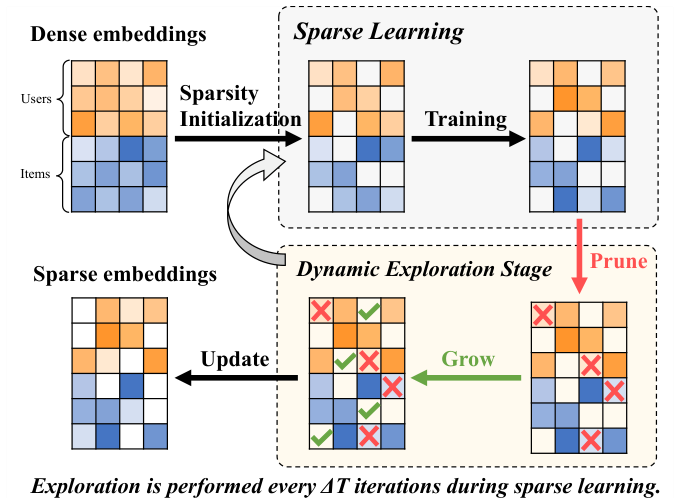 Dense embeddings
Sparse Learning
Users
Items
Sparsity
Initialization
Training
Prune
Sparse embeddings
Dynamic Exploration Stage
Update
Grow
Exploration is performed every ΔT iterations during sparse learning.